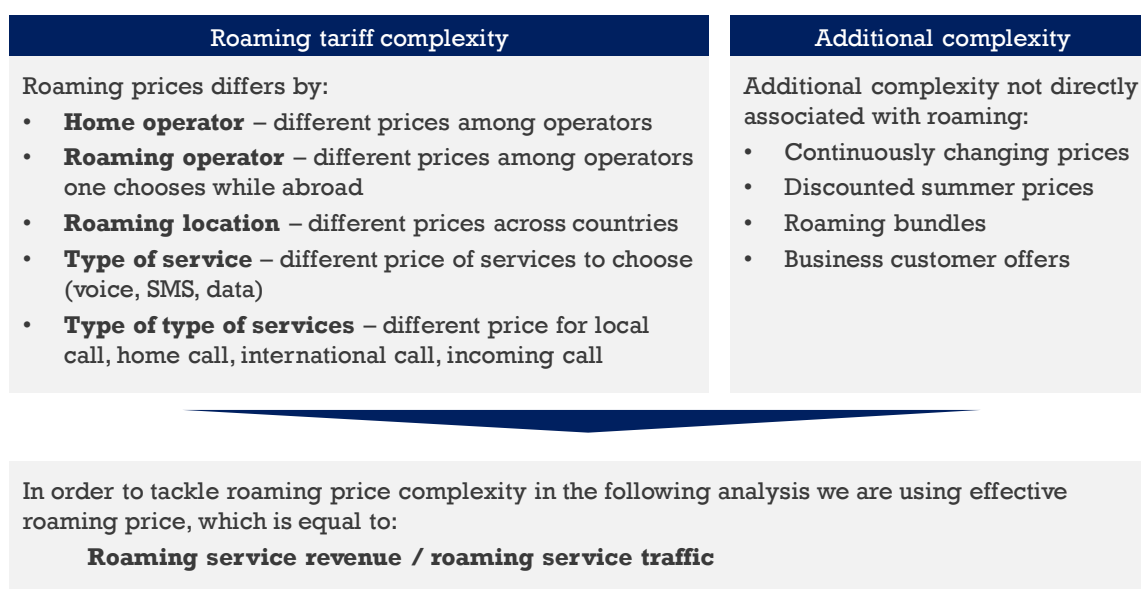 Roaming tariff complexity
Roaming prices differs by:
• Home operator – different prices among operators
• Roaming operator – different prices among operators
one chooses while abroad
• Roaming location – different prices across countries
• Type of service – different price of services to choose
(voice, SMS, data)
• Type of type of services – different price for local
call, home call, international call, incoming call
Additional complexity
Additional complexity not directly
associated with roaming:
• Continuously changing prices
• Discounted summer prices
• Roaming bundles
• Business customer offers
In order to tackle roaming price complexity in the following analysis we are using effective
roaming price, which is equal to:
Roaming service revenue / roaming service traffic